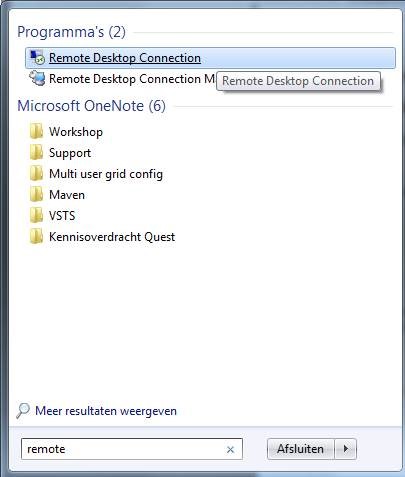 Programma's (2)
Remote Desktop Connection
Remote Desktop Connection M
Remote Desktop Connection
Microsoft OneNote (6)
Workshop
Support
Multi user grid config
Maven
VSTS
Kennisoverdracht Quest
Meer resultaten weergeven
remote
Afsluiten